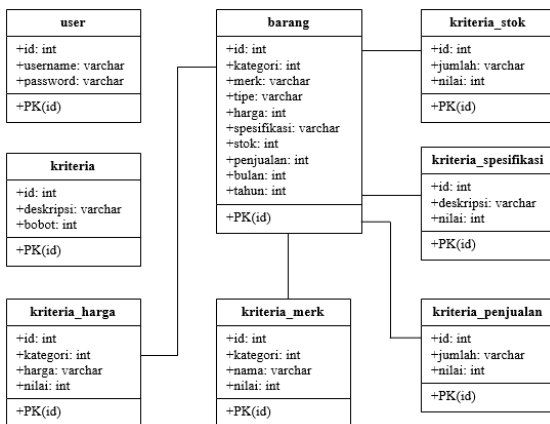 user
+id: int
+username: varchar
+password: varchar
+PK(id)
barang
+id: int
+kategori: int
+merk: varchar
+tipe: varchar
+harga: int
+spesifikasi: varchar
+stok: int
+penjualan: int
+bulan: int
+tahun: int
+PK(id)
kriteria_stok
+id: int
+jumlah: varchar
+nilai: int
+PK(id)
kriteria
+id: int
+deskripsi: varchar
+bobot: int
+PK(id)
kriteria_spesifikasi
+id: int
+deskripsi: varchar
+nilai: int
+PK(id)
kriteria_harga
+id: int
+kategori: int
+harga: varchar
+nilai: int
+PK(id)
kriteria_merk
+id: int
+kategori: int
+nama: varchar
+nilai: int
+PK(id)
kriteria_penjualan
+id: int
+jumlah: varchar
+nilai: int
+PK(id)